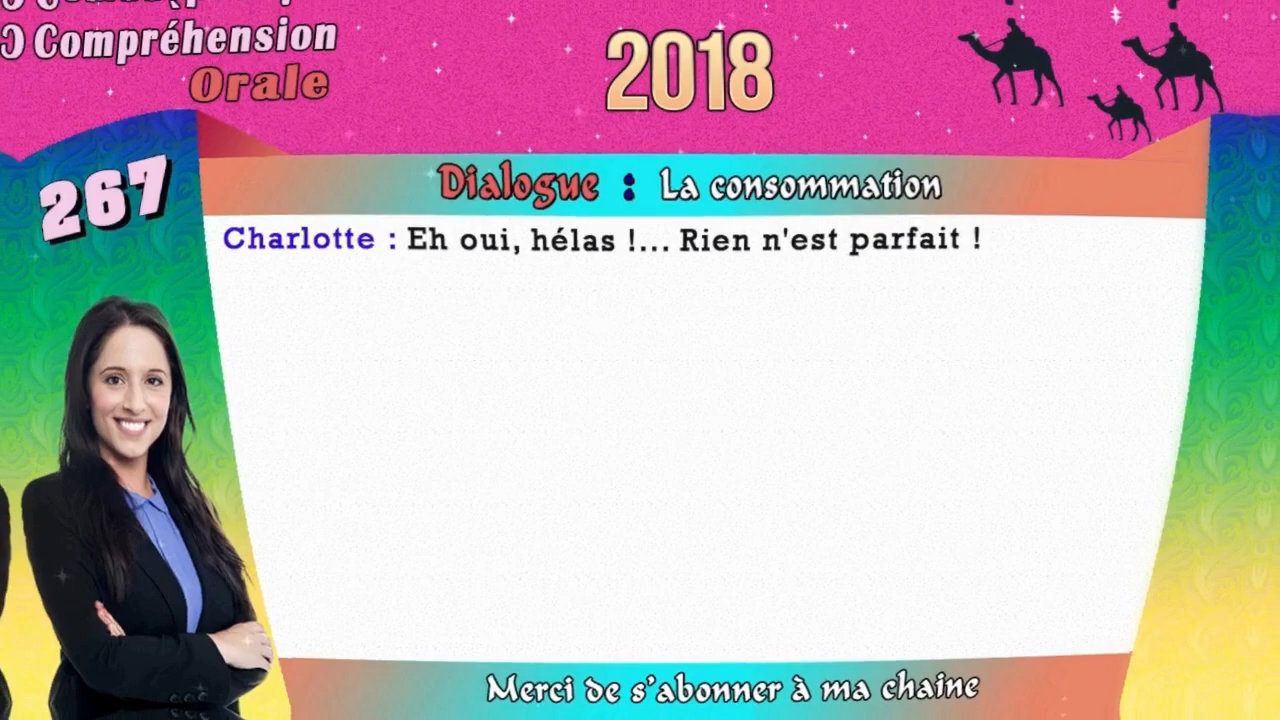 Compréhension
Orale
2018
267
Dialogue : La consommation
Charlotte : Eh oui, hélas !... Rien n'est parfait !
Merci de s'abonner à ma chaine